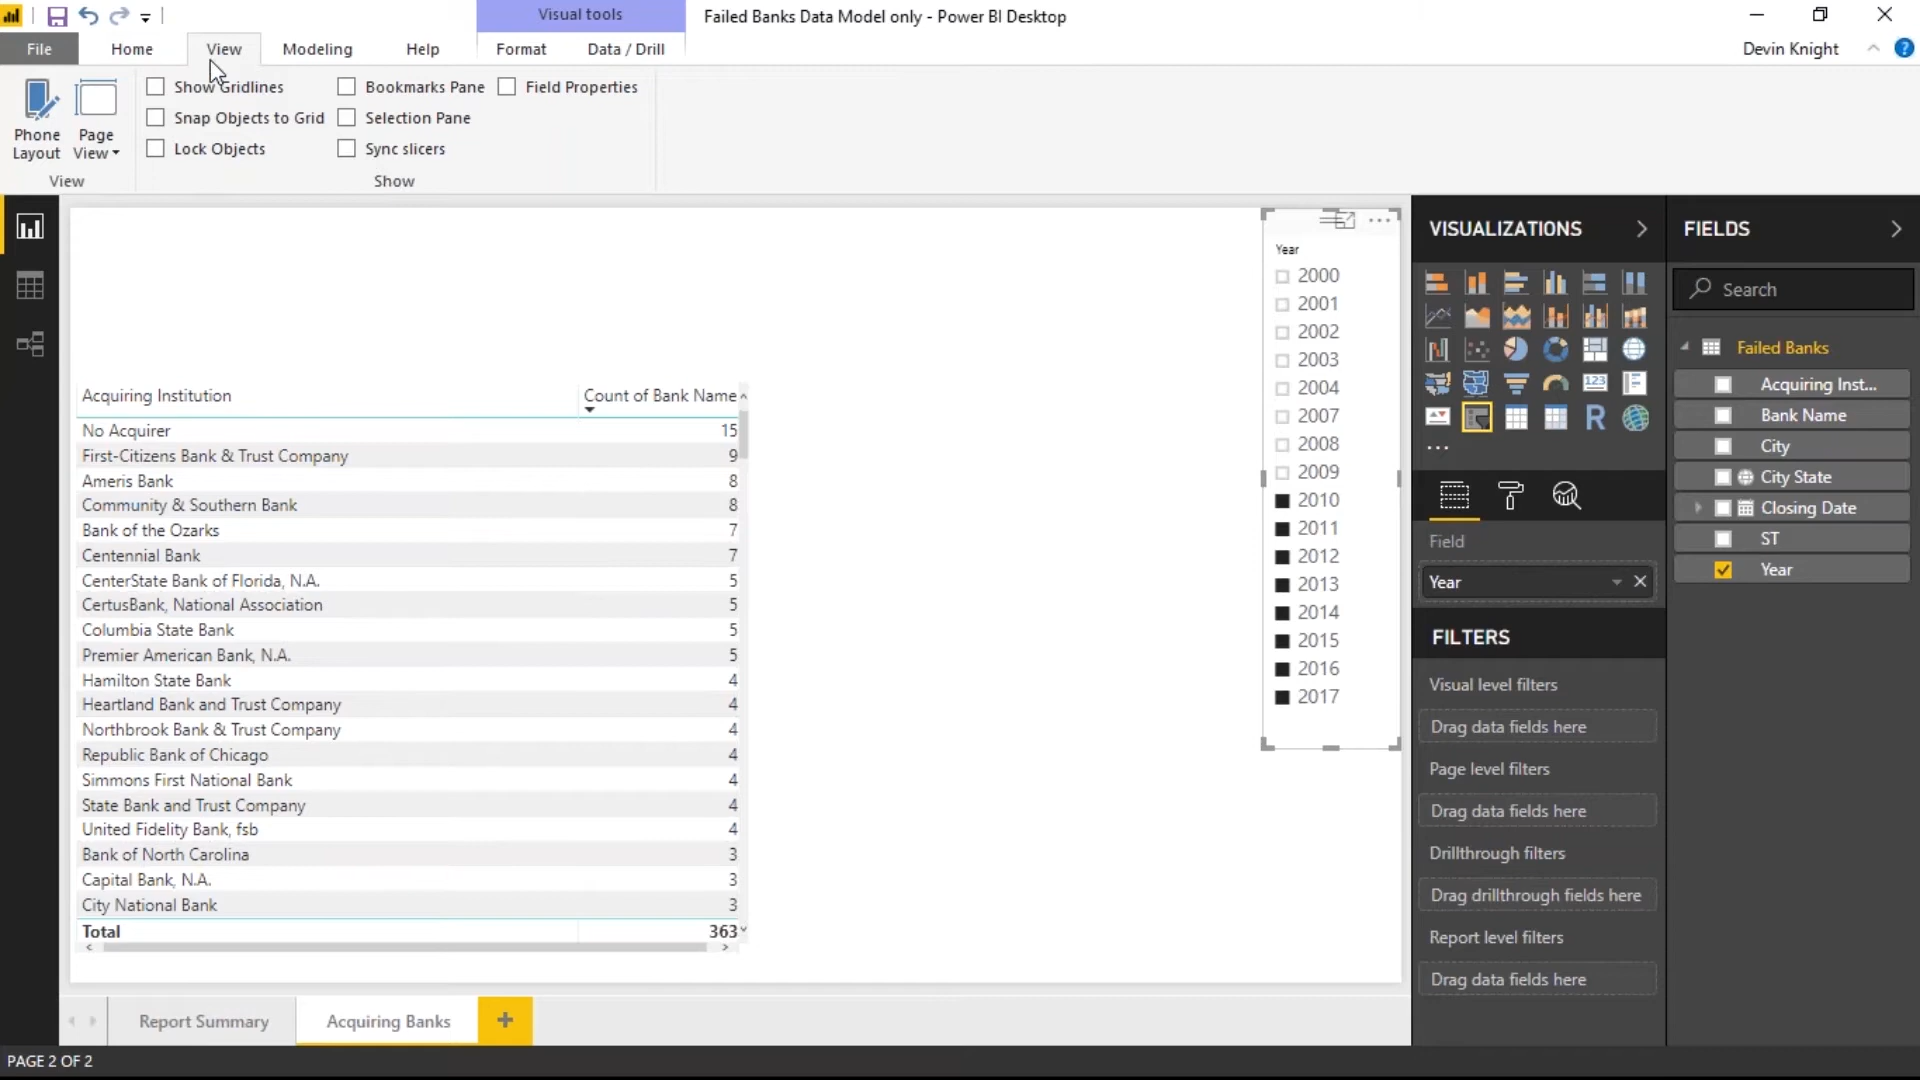 Visual tools
Failed Banks Data Model only - Power BI Desktop
File Home View Modeling Help Format Data / Drill Devin Knight
Show Gridlines Bookmarks Pane Field Properties
Snap Objects to Grid Selection Pane
Lock Objects Sync slicers
Phone Layout
Page View
View
Show
Year
2000
2001
2002
2003
2004
2007
2008
2009
2010
2011
2012
2013
2014
2015
2016
2017
Acquiring Institution Count of Bank Name
No Acquirer 15
First-Citizens Bank & Trust Company 9
Ameris Bank 8
Community & Southern Bank 8
Bank of the Ozarks 7
Centennial Bank 7
CenterState Bank of Florida, N.A. 5
CertusBank, National Association 5
Columbia State Bank 5
Premier American Bank, N.A. 5
Hamilton State Bank 4
Heartland Bank and Trust Company 4
Northbrook Bank & Trust Company 4
Republic Bank of Chicago 4
Simmons First National Bank 4
State Bank and Trust Company 4
United Fidelity Bank, fsb 4
Bank of North Carolina 3
Capital Bank, N.A. 3
City National Bank 3
Total 363
VISUALIZATIONS
123
R
Field
Year
FILTERS
Visual level filters
Drag data fields here
Page level filters
Drag data fields here
Drillthrough filters
Drag drillthrough fields here
Report level filters
Drag data fields here
FIELDS
Search
Failed Banks
Acquiring Inst...
Bank Name
City
City State
Closing Date
ST
Year
Report Summary Acquiring Banks +
PAGE 2 OF 2